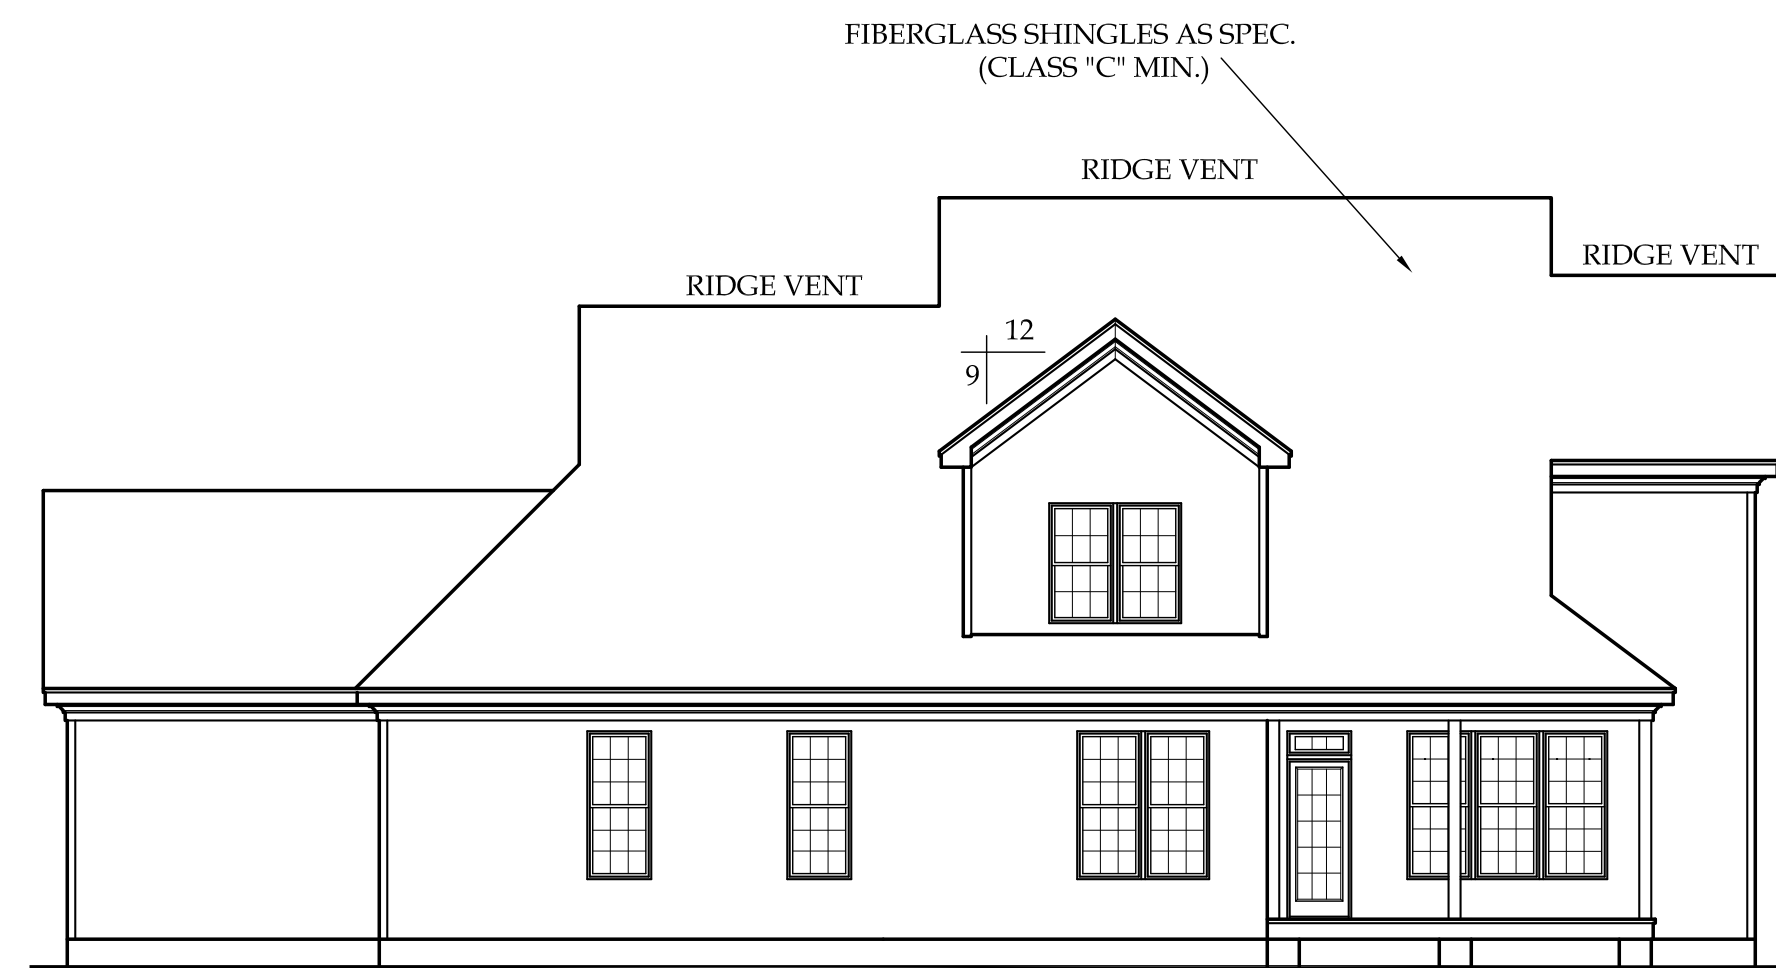 FIBERGLASS SHINGLES AS SPEC.
(CLASS "C" MIN.)
RIDGE VENT
RIDGE VENT
RIDGE VENT
12
9